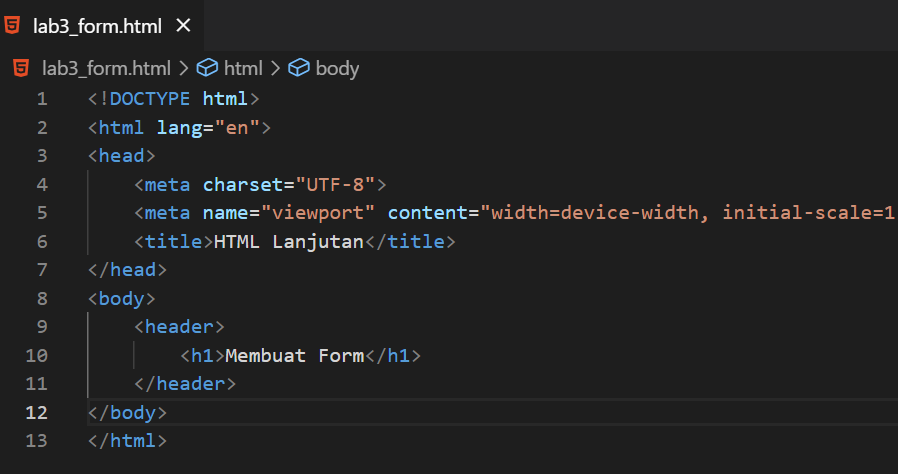 lab3_form.html ×
lab3_form.html > html > body
1 <!DOCTYPE html>
2 <html lang="en">
3 <head>
4 <meta charset="UTF-8">
5 <meta name="viewport" content="width=device-width, initial-scale=1
6 <title>HTML Lanjutan</title>
7 </head>
8 <body>
9 <header>
10 <h1>Membuat Form</h1>
11 </header>
12 </body>
13 </html>